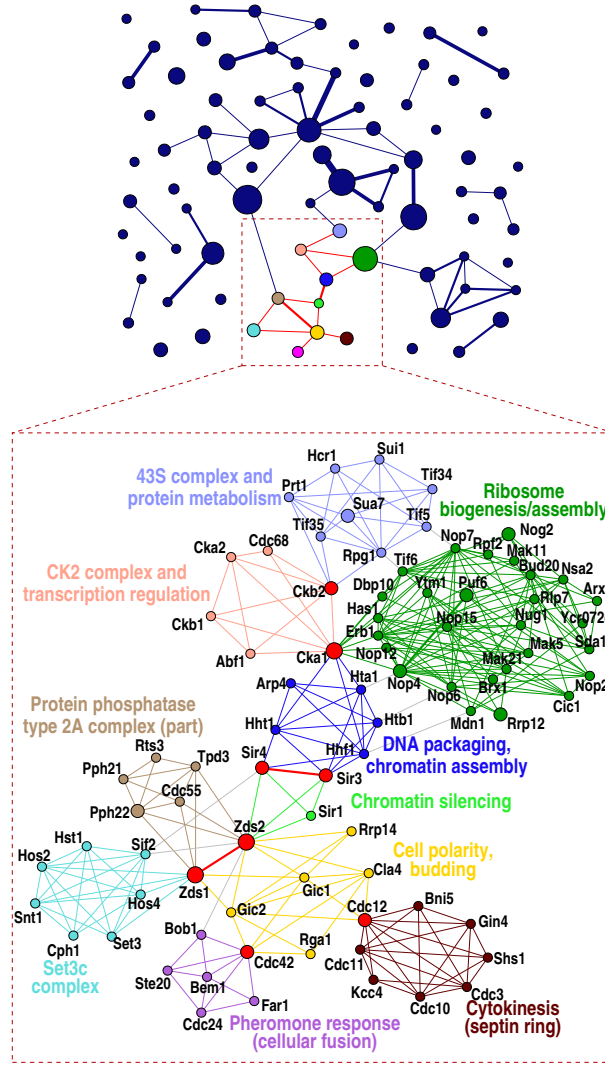 Sui1
Hcr1
43S complex and
protein metabolism
Prt1
Tif34
Sua7
Ribosome
biogenesis/assembly
Tif35
Tif5
Nog2
Nop7
Rpf2
Cka2
Cdc68
Rpg1
Tif6
Mak11
Bud20
Nsa2
CK2 complex and
transcription regulation
Ckb2
Dbp10
Ytm1
Puf6
Rlp7
Arx
Has1
Nop15
Nug1
Ycr072c
Ckb1
Erb1
Sda1
Abf1
Cka1
Nop12
Mak5
Mak21
Arp4
Hta1
Nop4
Nop6
Brx1
Nop2
Cic1
Protein phosphatase
type 2A complex (part)
Hht1
Htb1
Mdn1
Rrp12
Rts3
Tpd3
Sir4
Hhf1
DNA packaging,
chromatin assembly
Pph21
Sir3
Cdc55
Chromatin silencing
Pph22
Zds2
Sir1
Hst1
Sif2
Rrp14
Hos2
Cell polarity,
budding
Zds1
Gic1
Cla4
Snt1
Hos4
Gic2
Cdc12
Bni5
Cph1
Set3
Bob1
Rga1
Gin4
Set3c
complex
Cdc42
Cdc11
Shs1
Ste20
Bem1
Kcc4
Far1
Cdc10
Cdc3
Cdc24
Pheromone response
(cellular fusion)
Cytokinesis
(septin ring)